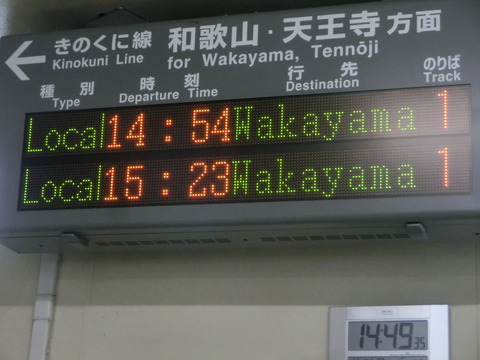 きのくに線 和歌山・天王寺方面
Kinokuni Line for Wakayama, Tennōji
種別 時刻 行先 のりば
Type Departure Time Destination Track
Local 14:54 Wakayama 1
Local 15:23 Wakayama 1
14:49 35